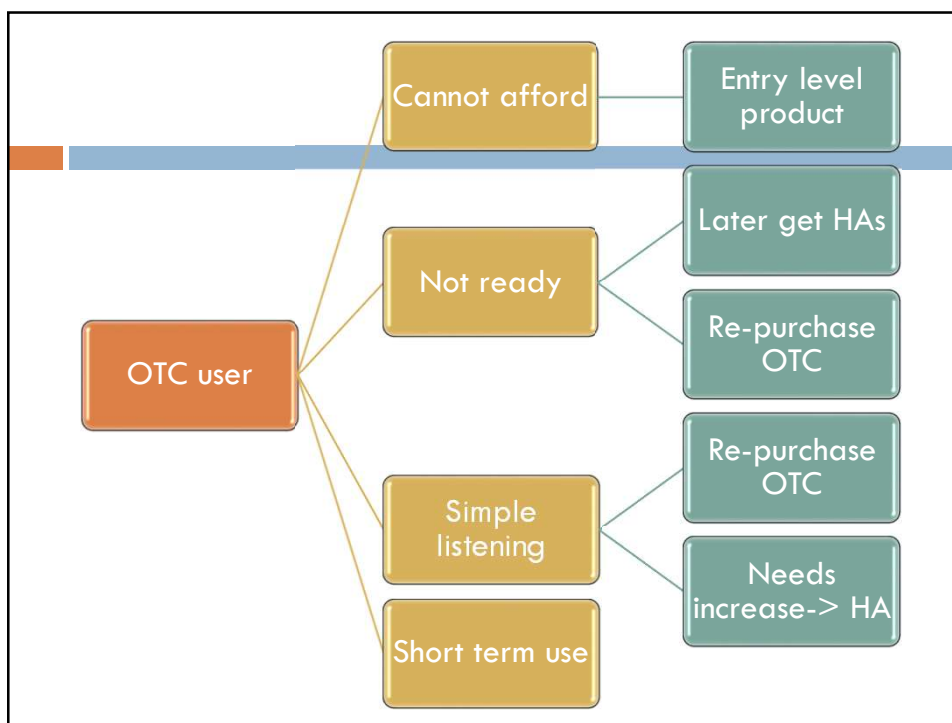 Cannot afford
Entry level
product
Later get HAs
Not ready
Re-purchase
OTC
OTC user
Re-purchase
OTC
Simple
listening
Needs
increase-> HA
Short term use